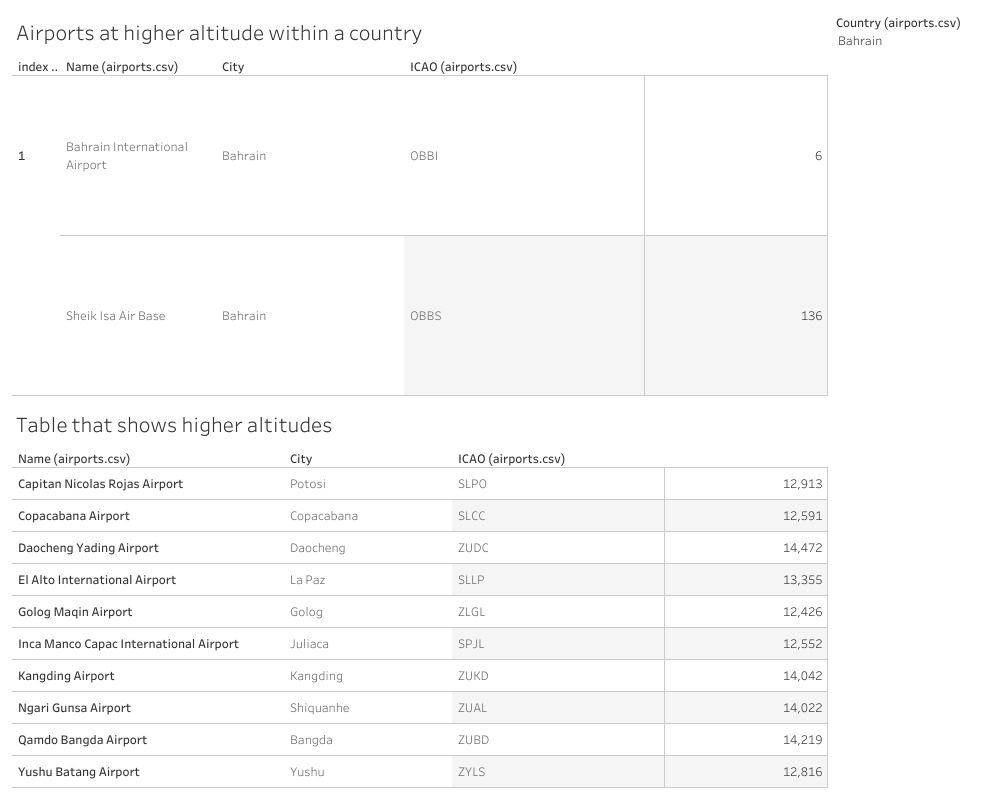 Airports at higher altitude within a country
Country (airports.csv)
Bahrain
index .. Name (airports.csv) City ICAO (airports.csv)
1 Bahrain International Airport Bahrain OBBI 6
Sheik Isa Air Base Bahrain OBBS 136
Table that shows higher altitudes
Name (airports.csv) City ICAO (airports.csv)
Capitan Nicolas Rojas Airport Potosi SLPO 12,913
Copacabana Airport Copacabana SLCC 12,591
Daocheng Yading Airport Daocheng ZUDC 14,472
El Alto International Airport La Paz SLLP 13,355
Golog Maqin Airport Golog ZLGL 12,426
Inca Manco Capac International Airport Juliaca SPJL 12,552
Kangding Airport Kangding ZUKD 14,042
Ngari Gunsa Airport Shiquanhe ZUAL 14,022
Qamdo Bangda Airport Bangda ZUBD 14,219
Yushu Batang Airport Yushu ZYLS 12,816